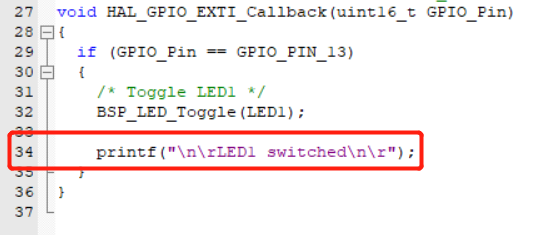 27 void HAL_GPIO_EXTI_Callback(uint16_t GPIO_Pin)
28 {
29 if (GPIO_Pin == GPIO_PIN_13)
30 {
31 /* Toggle LED1 */
32 BSP_LED_Toggle(LED1);
33
34 printf("\n\rLED1 switched\n\r");
35 }
36 }
37